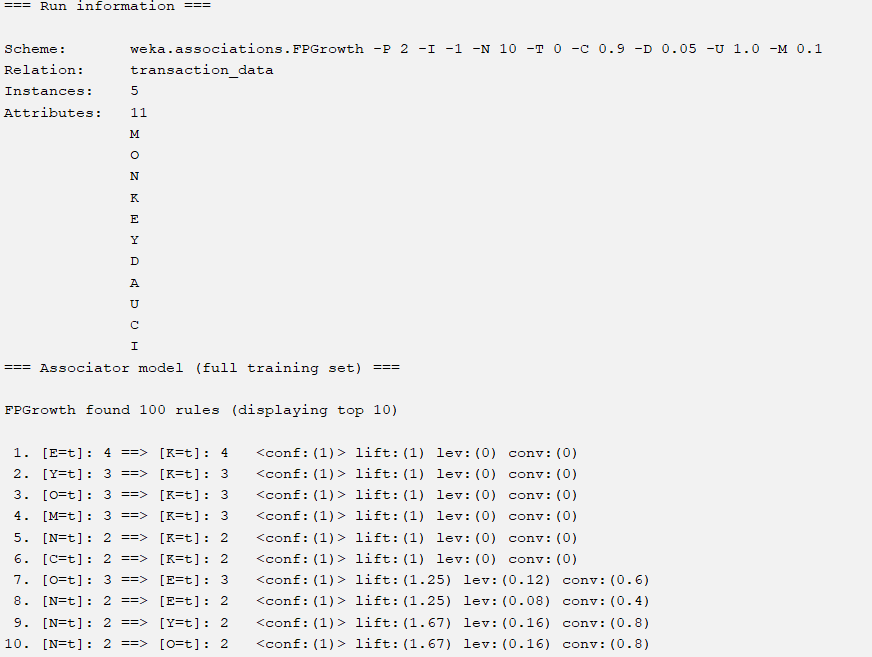 === Run information ===
Scheme: weka.associations.FPGrowth -P 2 -I -1 -N 10 -T 0 -C 0.9 -D 0.05 -U 1.0 -M 0.1
Relation: transaction_data
Instances: 5
Attributes: 11
M
O
N
K
E
Y
D
A
U
C
I
=== Associator model (full training set) ===
FPGrowth found 100 rules (displaying top 10)
1. [E=t]: 4 ==> [K=t]: 4 <conf:(1)> lift:(1) lev:(0) conv:(0)
2. [Y=t]: 3 ==> [K=t]: 3 <conf:(1)> lift:(1) lev:(0) conv:(0)
3. [O=t]: 3 ==> [K=t]: 3 <conf:(1)> lift:(1) lev:(0) conv:(0)
4. [M=t]: 3 ==> [K=t]: 3 <conf:(1)> lift:(1) lev:(0) conv:(0)
5. [N=t]: 2 ==> [K=t]: 2 <conf:(1)> lift:(1) lev:(0) conv:(0)
6. [C=t]: 2 ==> [K=t]: 2 <conf:(1)> lift:(1) lev:(0) conv:(0)
7. [O=t]: 3 ==> [E=t]: 3 <conf:(1)> lift:(1.25) lev:(0.12) conv:(0.6)
8. [N=t]: 2 ==> [E=t]: 2 <conf:(1)> lift:(1.25) lev:(0.08) conv:(0.4)
9. [N=t]: 2 ==> [Y=t]: 2 <conf:(1)> lift:(1.67) lev:(0.16) conv:(0.8)
10. [N=t]: 2 ==> [O=t]: 2 <conf:(1)> lift:(1.67) lev:(0.16) conv:(0.8)